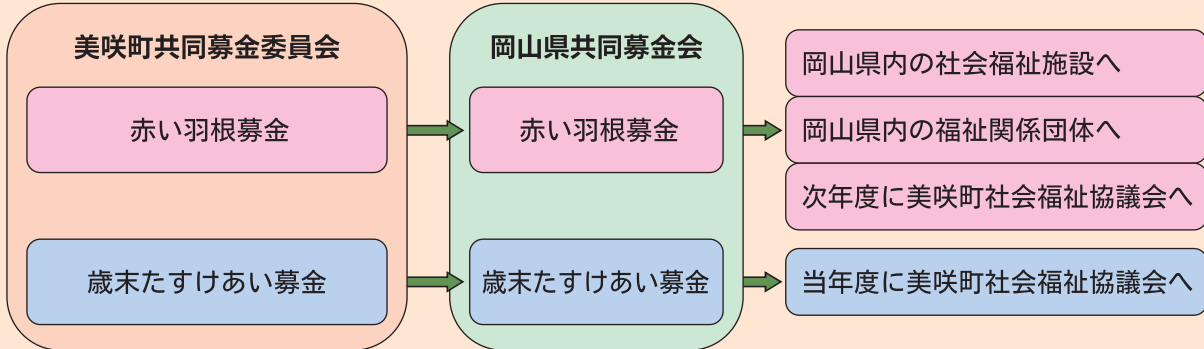 美咲町共同募金委員会
赤い羽根募金
歳末たすけあい募金
岡山県共同募金会
赤い羽根募金
歳末たすけあい募金
岡山県内の社会福祉施設へ
岡山県内の福祉関係団体へ
次年度に美咲町社会福祉協議会へ
当年度に美咲町社会福祉協議会へ